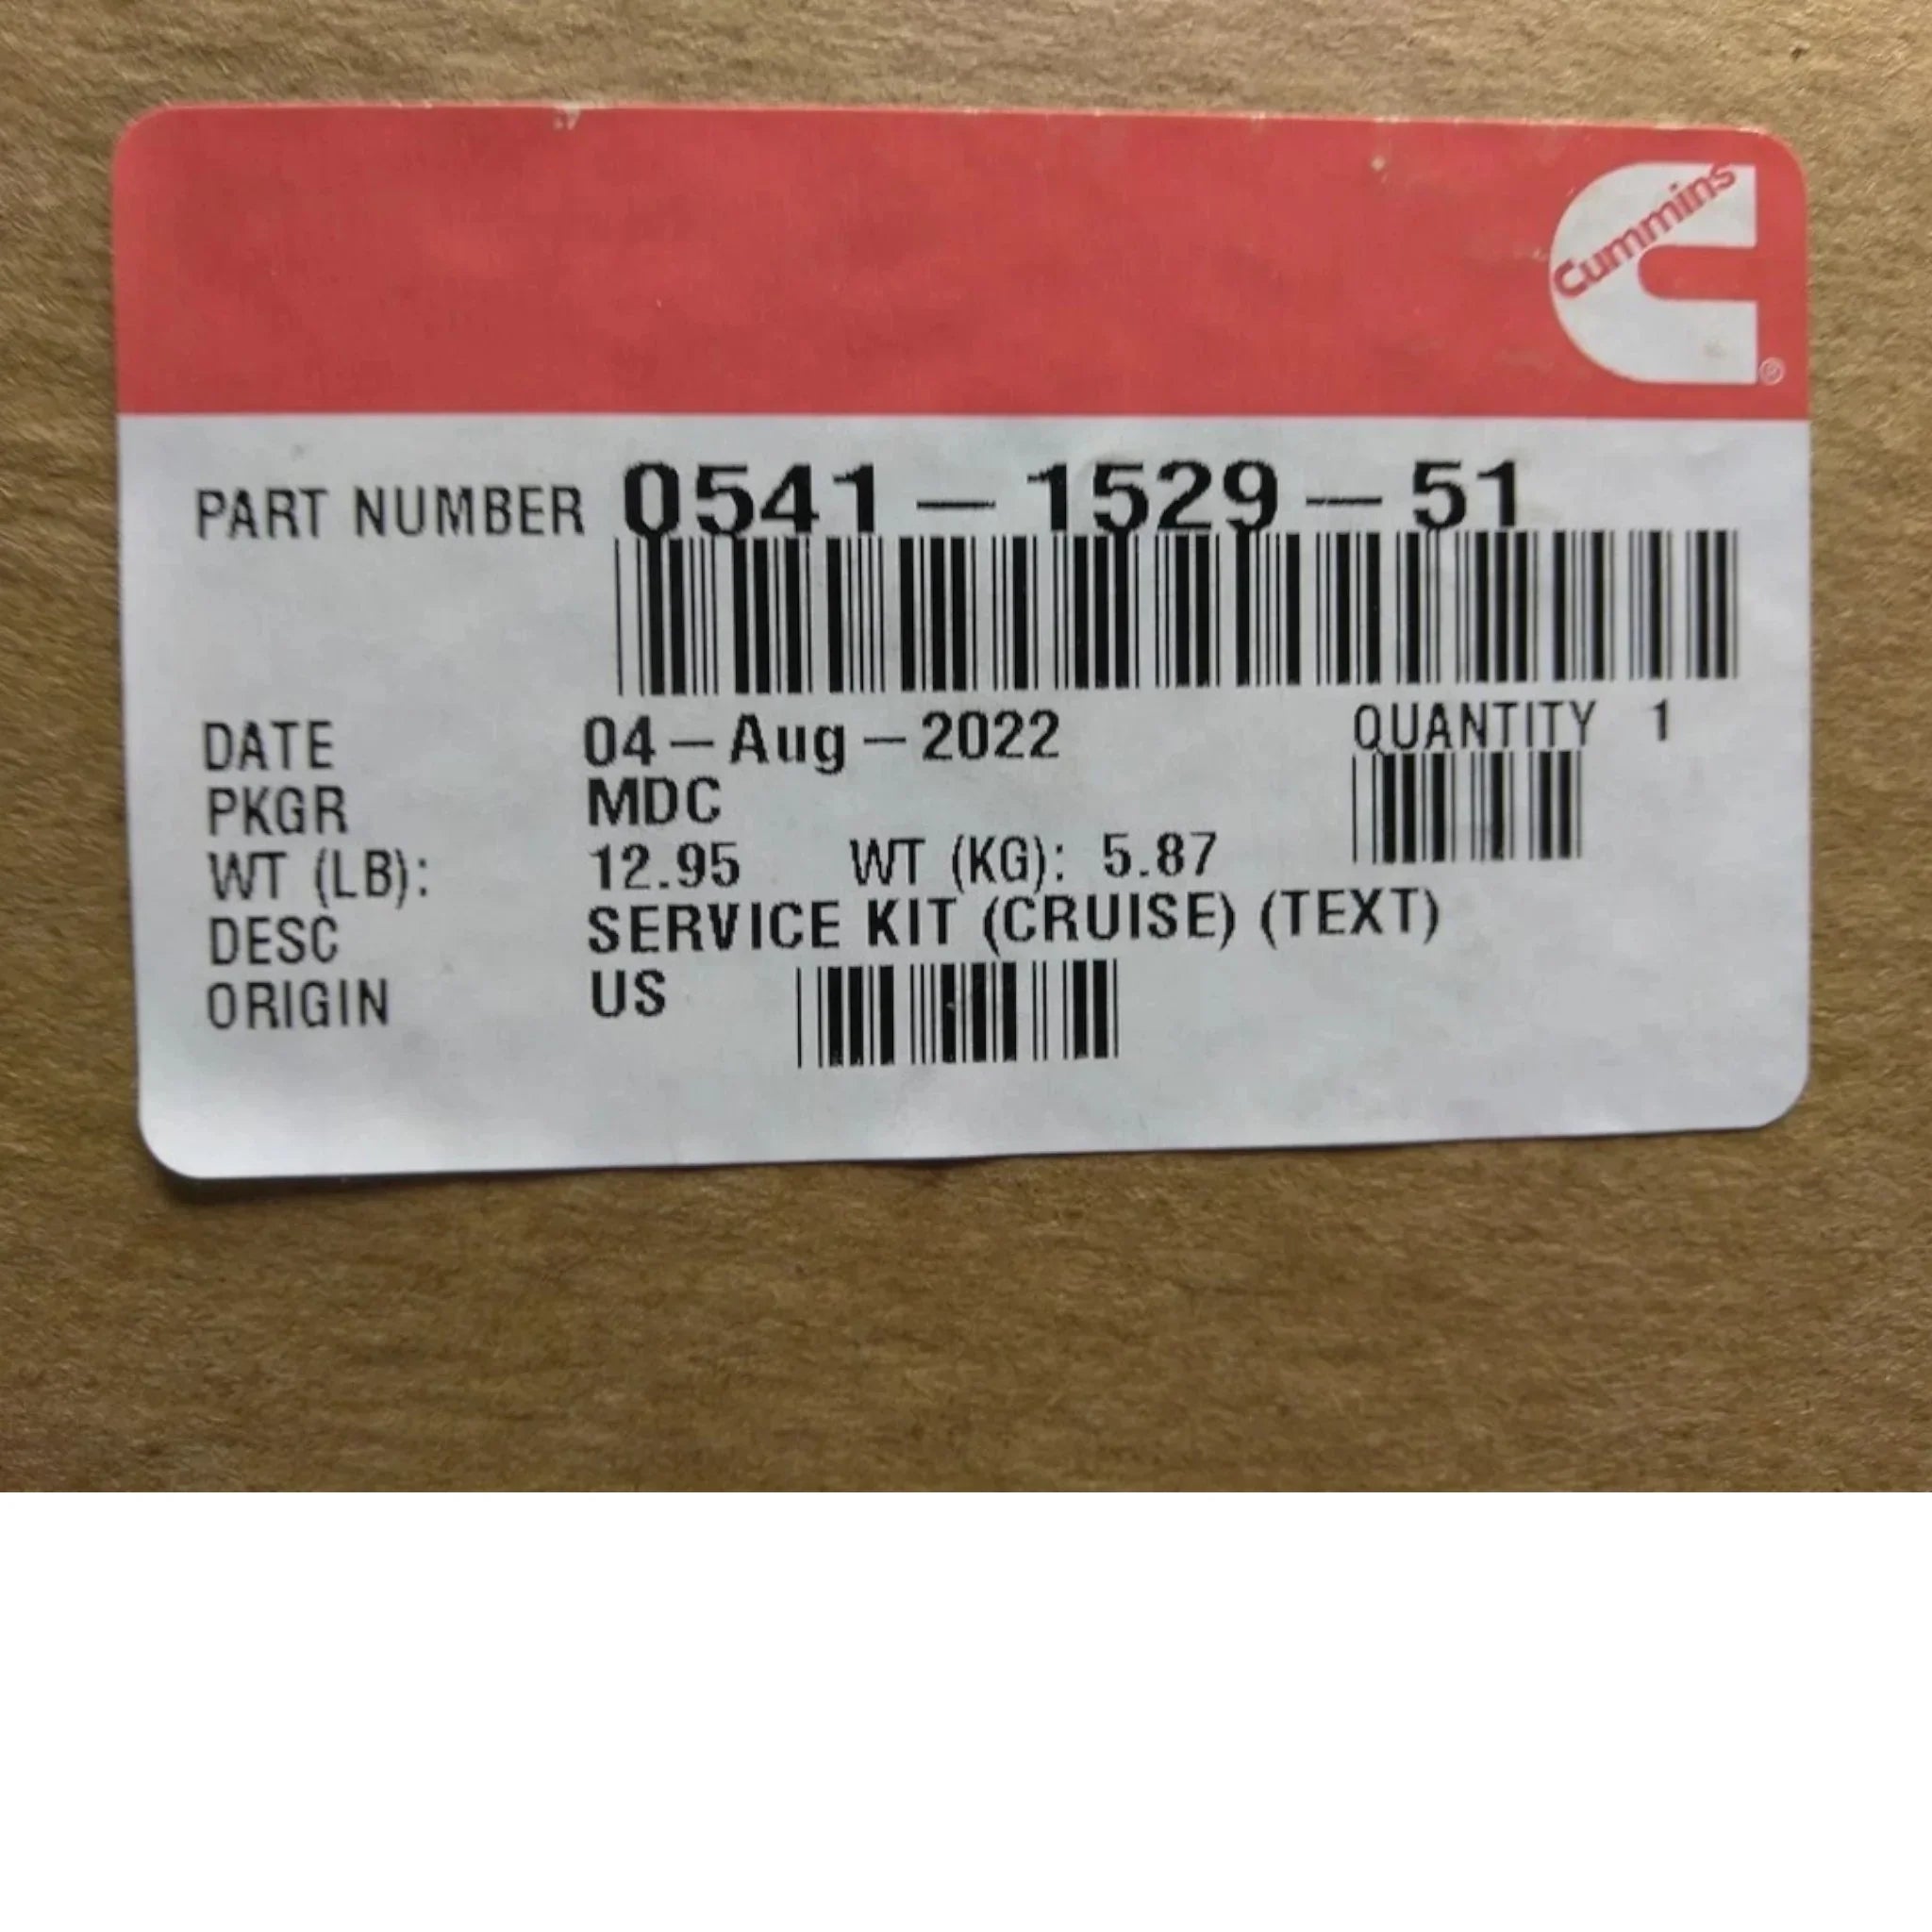 Cummins
®
PART NUMBER 0541-1529-51
DATE 04-Aug-2022 QUANTITY 1
PKGR MDC
WT (LB): 12.95 WT (KG): 5.87
DESC SERVICE KIT (CRUISE) (TEXT)
ORIGIN US